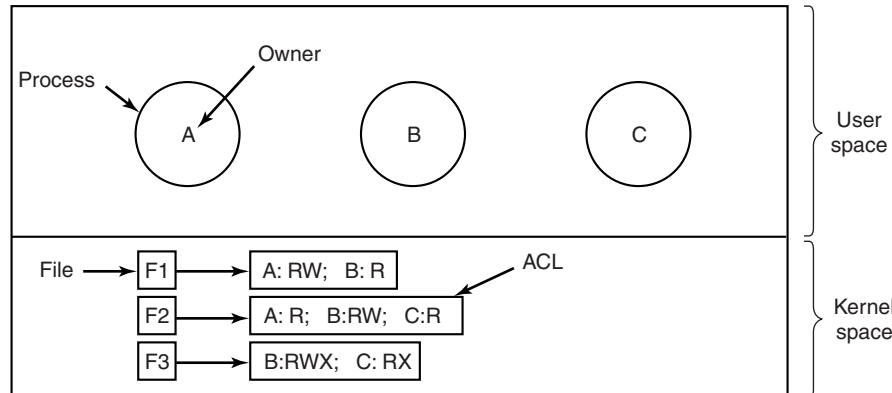 Owner
Process
A
B
C
User
space
File
F1
A: RW; B: R
ACL
F2
A: R; B:RW; C:R
F3
B:RWX; C: RX
Kernel
space